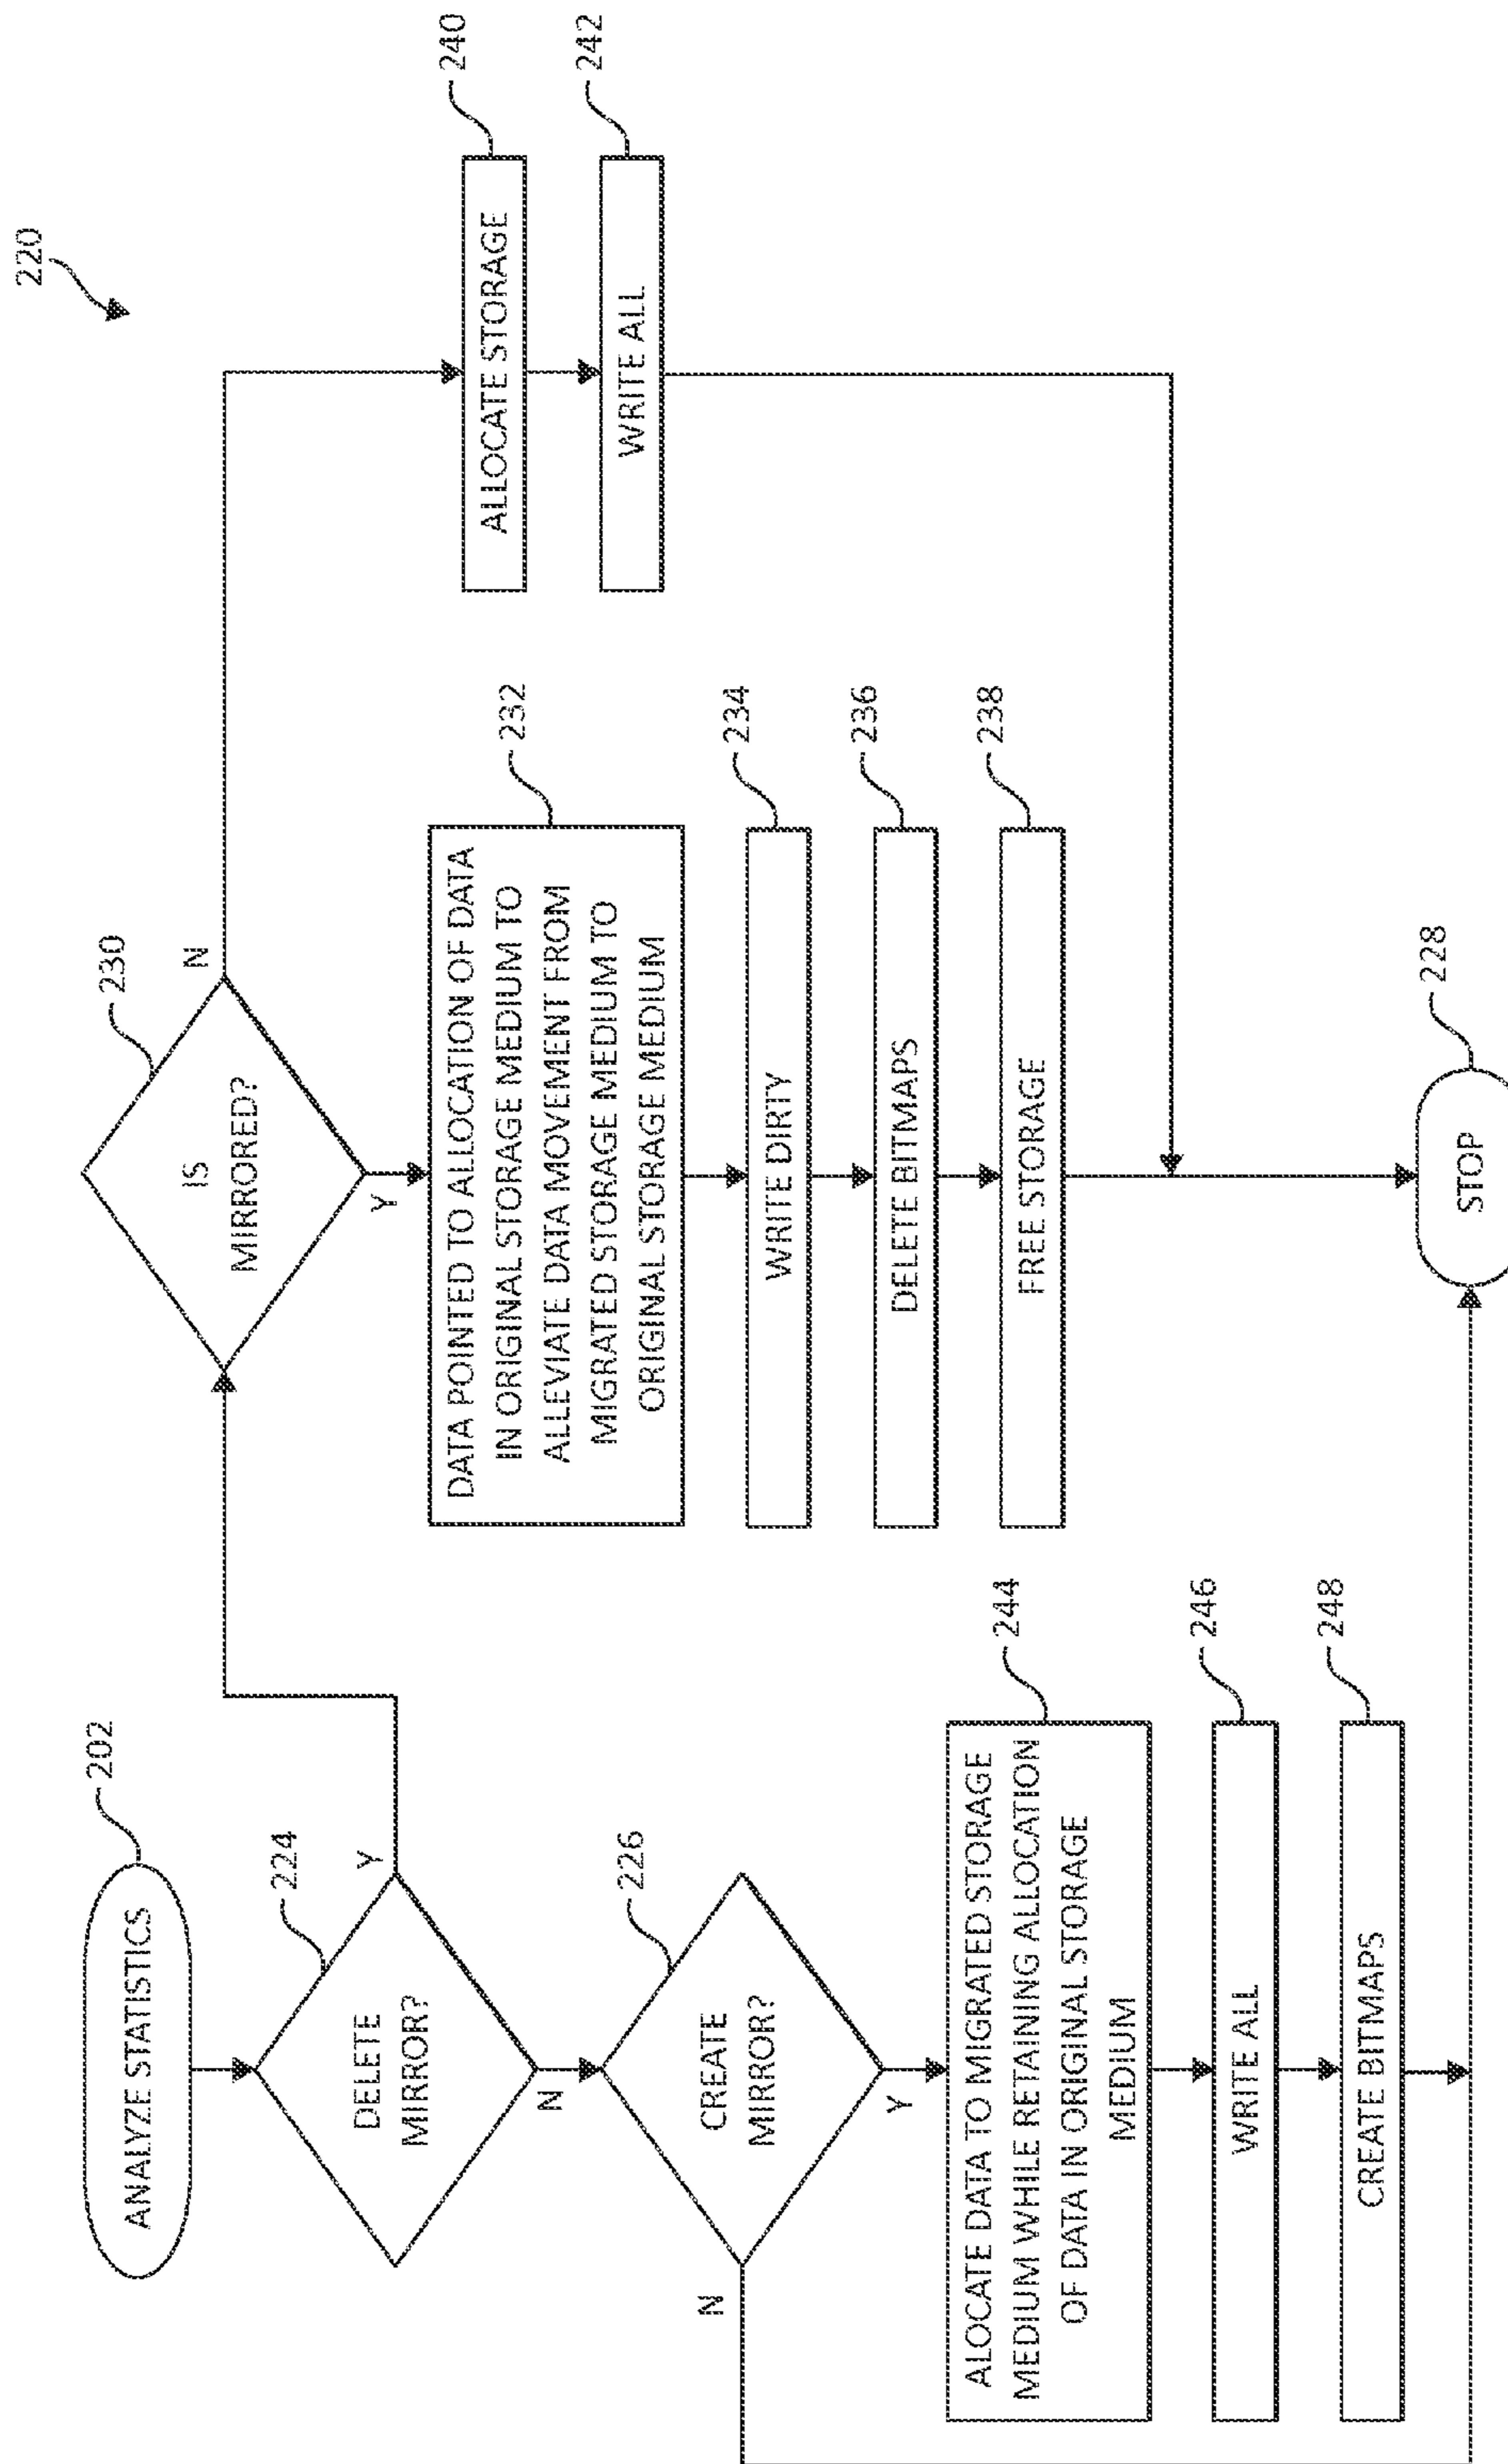 220
ANALYZE STATISTICS
202
DELETE
MIRROR?
224
Y
N
CREATE
MIRROR?
226
N
Y
ALOCATE DATA TO MIGRATED STORAGE
MEDIUM WHILE RETAINING ALLOCATION
OF DATA IN ORIGINAL STORAGE
MEDIUM
244
WRITE ALL
246
CREATE BITMAPS
248
IS
MIRRORED?
230
N
Y
DATA POINTED TO ALLOCATION OF DATA
IN ORIGINAL STORAGE MEDIUM TO
ALLEVIATE DATA MOVEMENT FROM
MIGRATED STORAGE MEDIUM TO
ORIGINAL STORAGE MEDIUM
232
WRITE DIRTY
234
DELETE BITMAPS
236
FREE STORAGE
238
ALLOCATE STORAGE
240
WRITE ALL
242
STOP
228